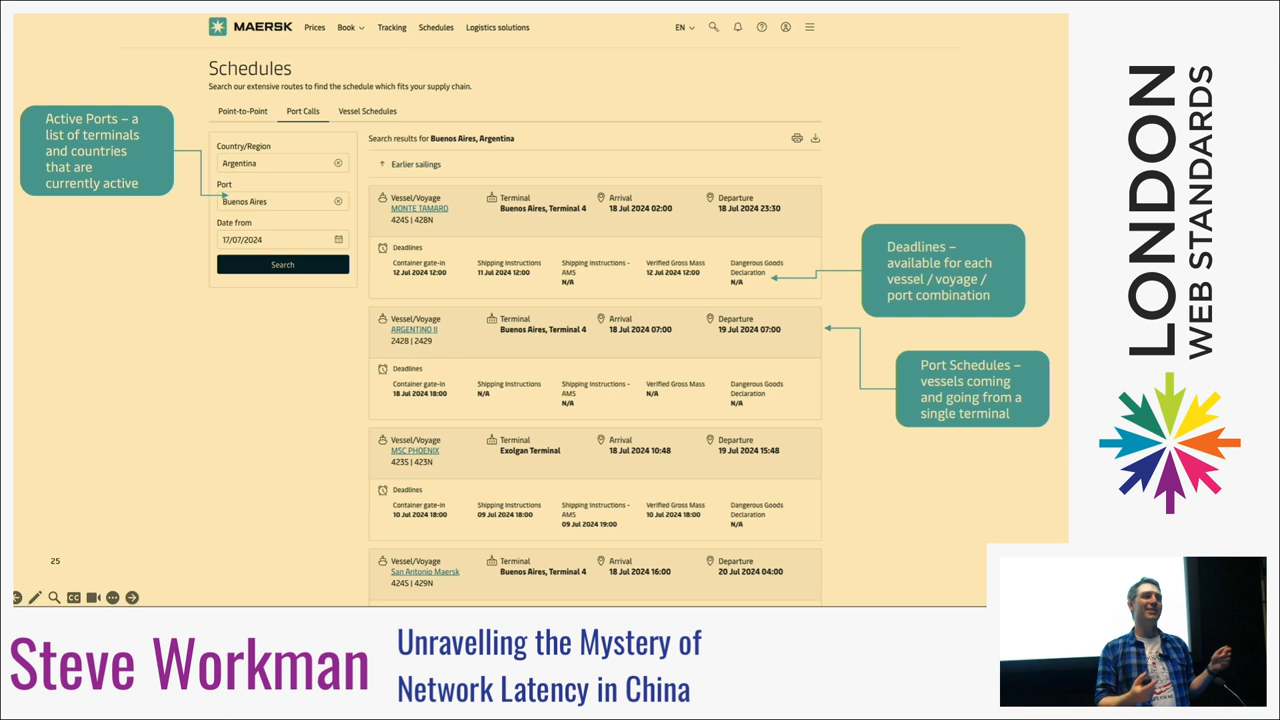 MAERSK
Prices
Book
Tracking
Schedules
Logistics solutions
EN
Schedules
Search our extensive routes to find the schedule which fits your supply chain.
Point-to-Point
Port Calls
Vessel Schedules
Country/Region
Argentina
Port
Buenos Aires
Date from
17/07/2024
Search
Search results for Buenos Aires, Argentina
Earlier sailings
Vessel/Voyage
MONTE TAMARO
424S | 428N
Terminal
Buenos Aires, Terminal 4
Arrival
18 Jul 2024 02:00
Departure
18 Jul 2024 23:30
Deadlines
Container gate-in
12 Jul 2024 12:00
Shipping Instructions
11 Jul 2024 12:00
Shipping Instructions -
AMS
N/A
Verified Gross Mass
12 Jul 2024 12:00
Dangerous Goods
Declaration
N/A
Vessel/Voyage
ARGENTINO II
2428 | 2429
Terminal
Buenos Aires, Terminal 4
Arrival
18 Jul 2024 07:00
Departure
19 Jul 2024 07:00
Deadlines
Container gate-in
18 Jul 2024 18:00
Shipping Instructions
N/A
Shipping Instructions -
AMS
N/A
Verified Gross Mass
N/A
Dangerous Goods
Declaration
N/A
Vessel/Voyage
MSC PHOENIX
423S | 423N
Terminal
Exolgan Terminal
Arrival
18 Jul 2024 10:48
Departure
19 Jul 2024 15:48
Deadlines
Container gate-in
10 Jul 2024 18:00
Shipping Instructions
09 Jul 2024 18:00
Shipping Instructions -
AMS
09 Jul 2024 19:00
Verified Gross Mass
10 Jul 2024 18:00
Dangerous Goods
Declaration
N/A
Vessel/Voyage
San Antonio Maersk
424S | 429N
Terminal
Buenos Aires, Terminal 4
Arrival
18 Jul 2024 16:00
Departure
20 Jul 2024 04:00
Active Ports – a
list of terminals
and countries
that are
currently active
Deadlines –
available for each
vessel / voyage /
port combination
Port Schedules –
vessels coming
and going from a
single terminal
25
CC
LONDON
WEB STANDARDS
Steve Workman
Unravelling the Mystery of
Network Latency in China